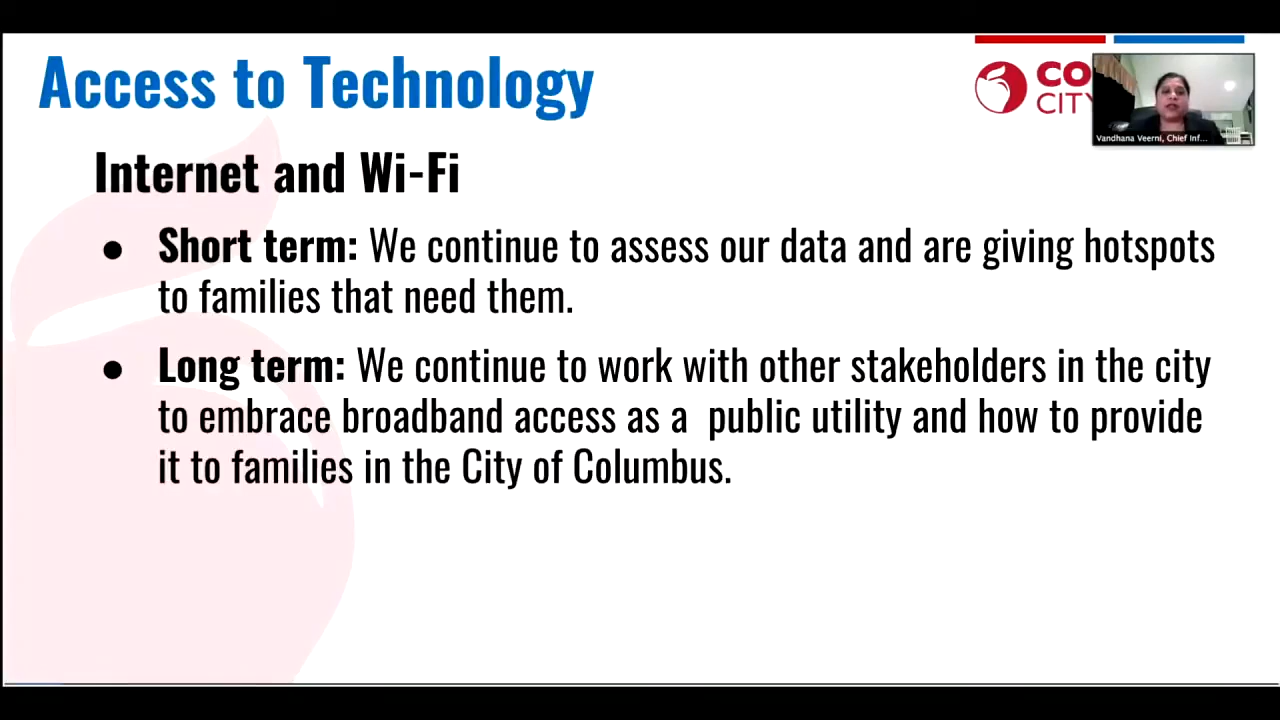 Access to Technology
CO
CITY
Vandhana Veerni, Chief Inf...
Internet and Wi-Fi
● Short term: We continue to assess our data and are giving hotspots
to families that need them.
● Long term: We continue to work with other stakeholders in the city
to embrace broadband access as a public utility and how to provide
it to families in the City of Columbus.